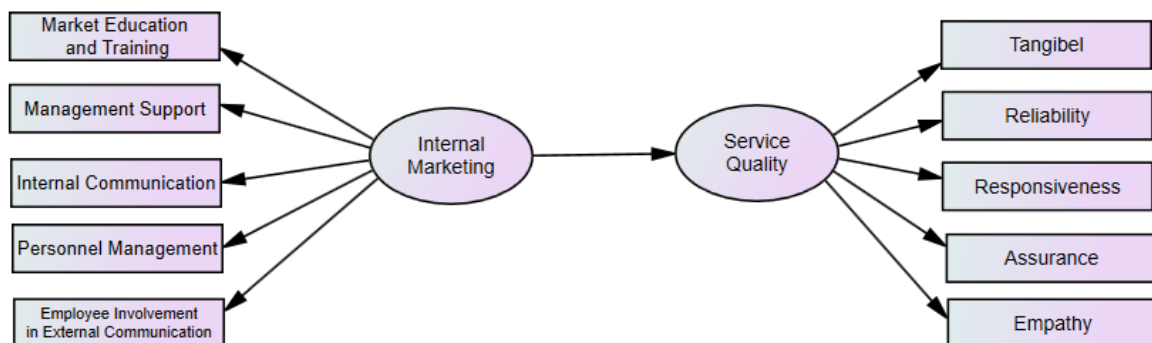 Market Education
and Training
Management Support
Internal Communication
Personnel Management
Employee Involvement
in External Communication
Internal
Marketing
Service
Quality
Tangibel
Reliability
Responsiveness
Assurance
Empathy